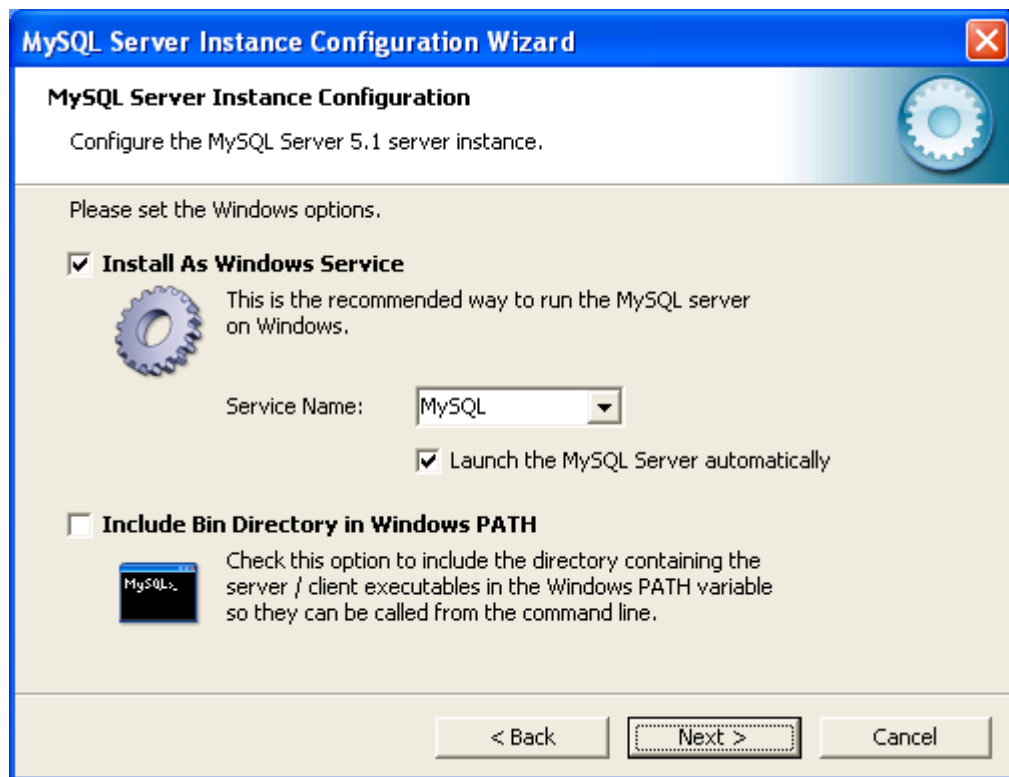 MySQL Server Instance Configuration Wizard
MySQL Server Instance Configuration
Configure the MySQL Server 5.1 server instance.
Please set the Windows options.
Install As Windows Service
This is the recommended way to run the MySQL server
on Windows.
Service Name: MySQL
Launch the MySQL Server automatically
Include Bin Directory in Windows PATH
MySQL>_
Check this option to include the directory containing the
server / client executables in the Windows PATH variable
so they can be called from the command line.
< Back Next > Cancel